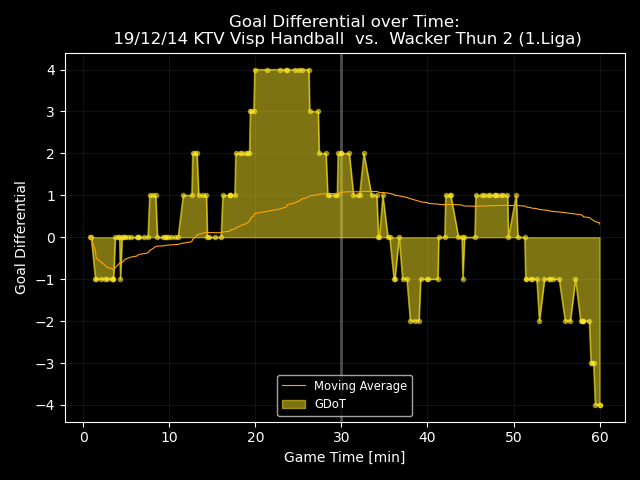 Goal Differential over Time:
19/12/14 KTV Visp Handball  vs.  Wacker Thun 2 (1.Liga)
Goal Differential
4
3
2
1
0
−1
−2
−3
−4
Moving Average
GDoT
0 10 20 30 40 50 60
Game Time [min]